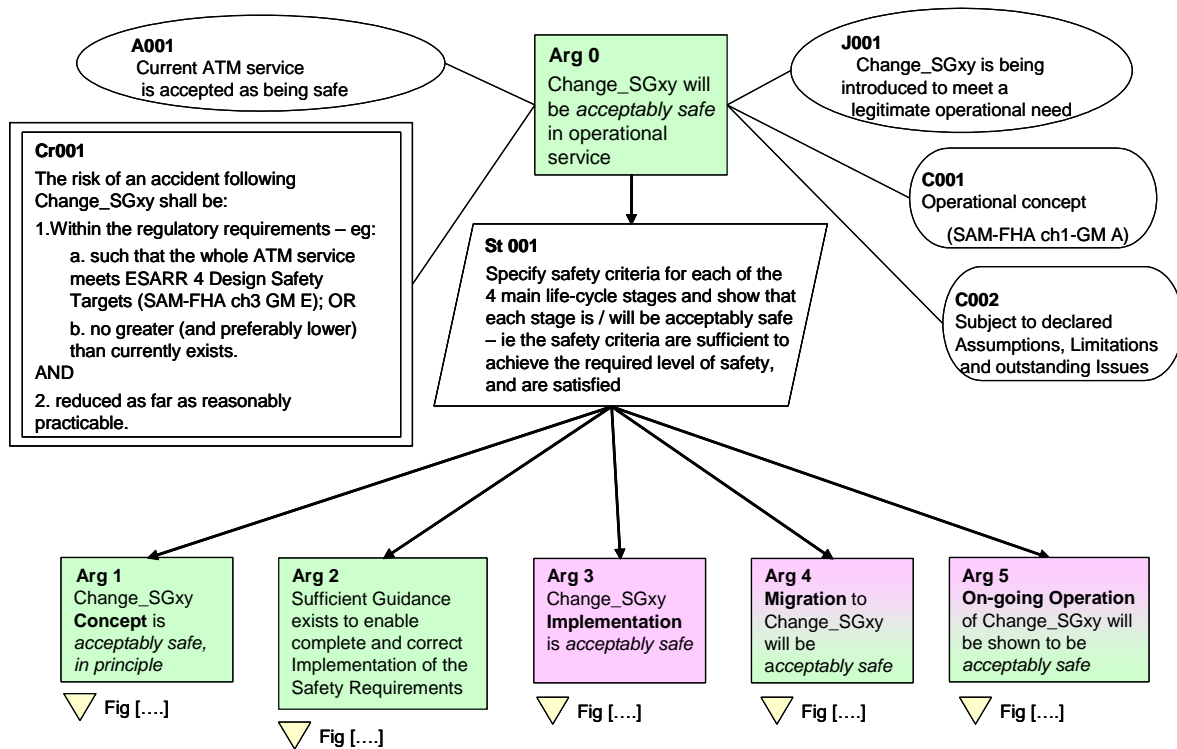 A001
Current ATM service
is accepted as being safe
Arg 0
Change_SGxy will
be acceptably safe
in operational
service
J001
Change_SGxy is being
introduced to meet a
legitimate operational need
Cr001
The risk of an accident following
Change_SGxy shall be:
1.Within the regulatory requirements – eg:
a. such that the whole ATM service
meets ESARR 4 Design Safety
Targets (SAM-FHA ch3 GM E); OR
b. no greater (and preferably lower)
than currently exists.
AND
2. reduced as far as reasonably
practicable.
C001
Operational concept
(SAM-FHA ch1-GM A)
St 001
Specify safety criteria for each of the
4 main life-cycle stages and show that
each stage is / will be acceptably safe
– ie the safety criteria are sufficient to
achieve the required level of safety,
and are satisfied
C002
Subject to declared
Assumptions, Limitations
and outstanding Issues
Arg 1
Change_SGxy
Concept is
acceptably safe,
in principle
Fig [….]
Arg 2
Sufficient Guidance
exists to enable
complete and correct
Implementation of the
Safety Requirements
Fig [….]
Arg 3
Change_SGxy
Implementation
is acceptably safe
Fig [….]
Arg 4
Migration to
Change_SGxy
will be
acceptably safe
Fig [….]
Arg 5
On-going Operation
of Change_SGxy will
be shown to be
acceptably safe
Fig [….]